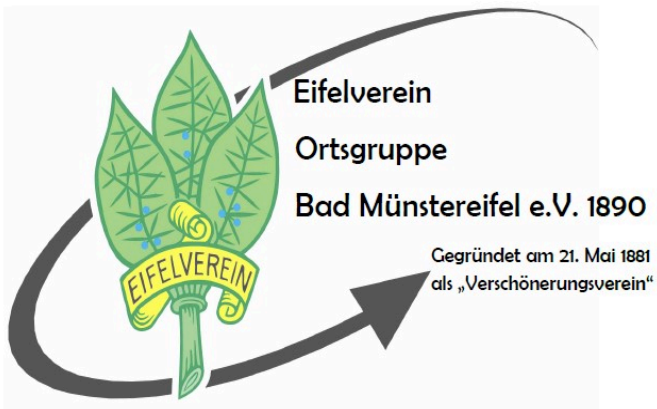 Eifelverein
Ortsgruppe
Bad Münstereifel e.V. 1890
Gegründet am 21. Mai 1881
als „Verschönerungsverein“
EIFELVEREIN